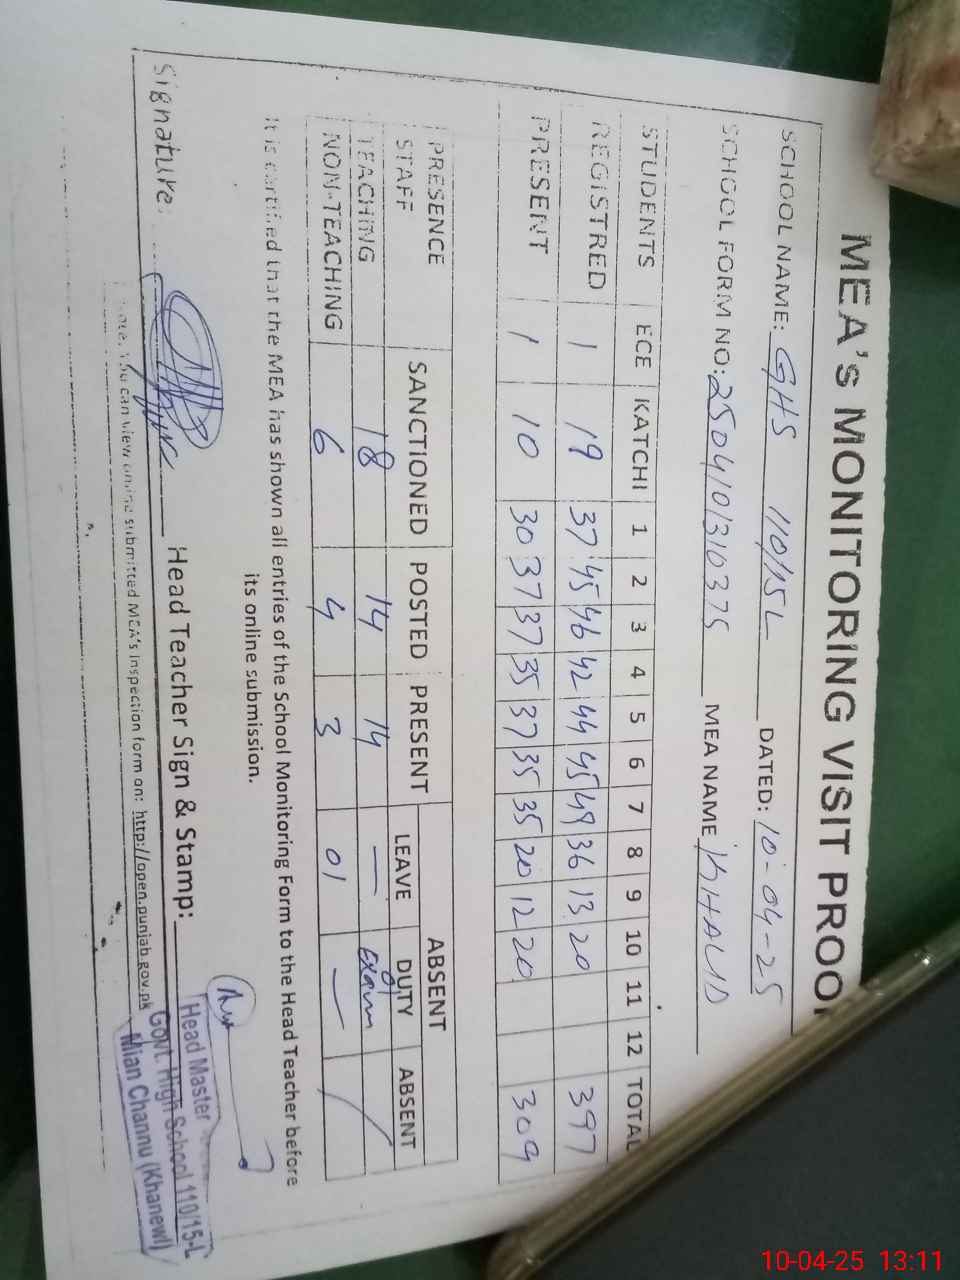 MEA'S MONITORING VISIT PROOF
SCHOOL NAME: GHS 110/15L DATED: 10-04-25
SCHOOL FORM NO: 2504101310375 MEA NAME KHALID
STUDENTS ECE KATCHI 1 2 3 4 5 6 7 8 9 10 11 12 TOTAL
REGISTRED 1 19 37 45 46 42 44 45 49 36 13 20 397
PRESENT 1 10 30 37 37 35 37 35 35 20 12 20 309
PRESENCE SANCTIONED POSTED PRESENT ABSENT
STAFF LEAVE DUTY ABSENT
TEACHING 18 14 14 — 01 Exam /
NON-TEACHING 6 4 3 01 — /
It is certified that the MEA has shown all entries of the School Monitoring Form to the Head Teacher before
its online submission.
Signature: Head Teacher Sign & Stamp:
Head Master
Govt. High School 110/15-L
Mian Channu (Khanewl)
Note: You can view online submitted MEA's inspection form on: http://open.punjab.gov.pk
10-04-25 13:11